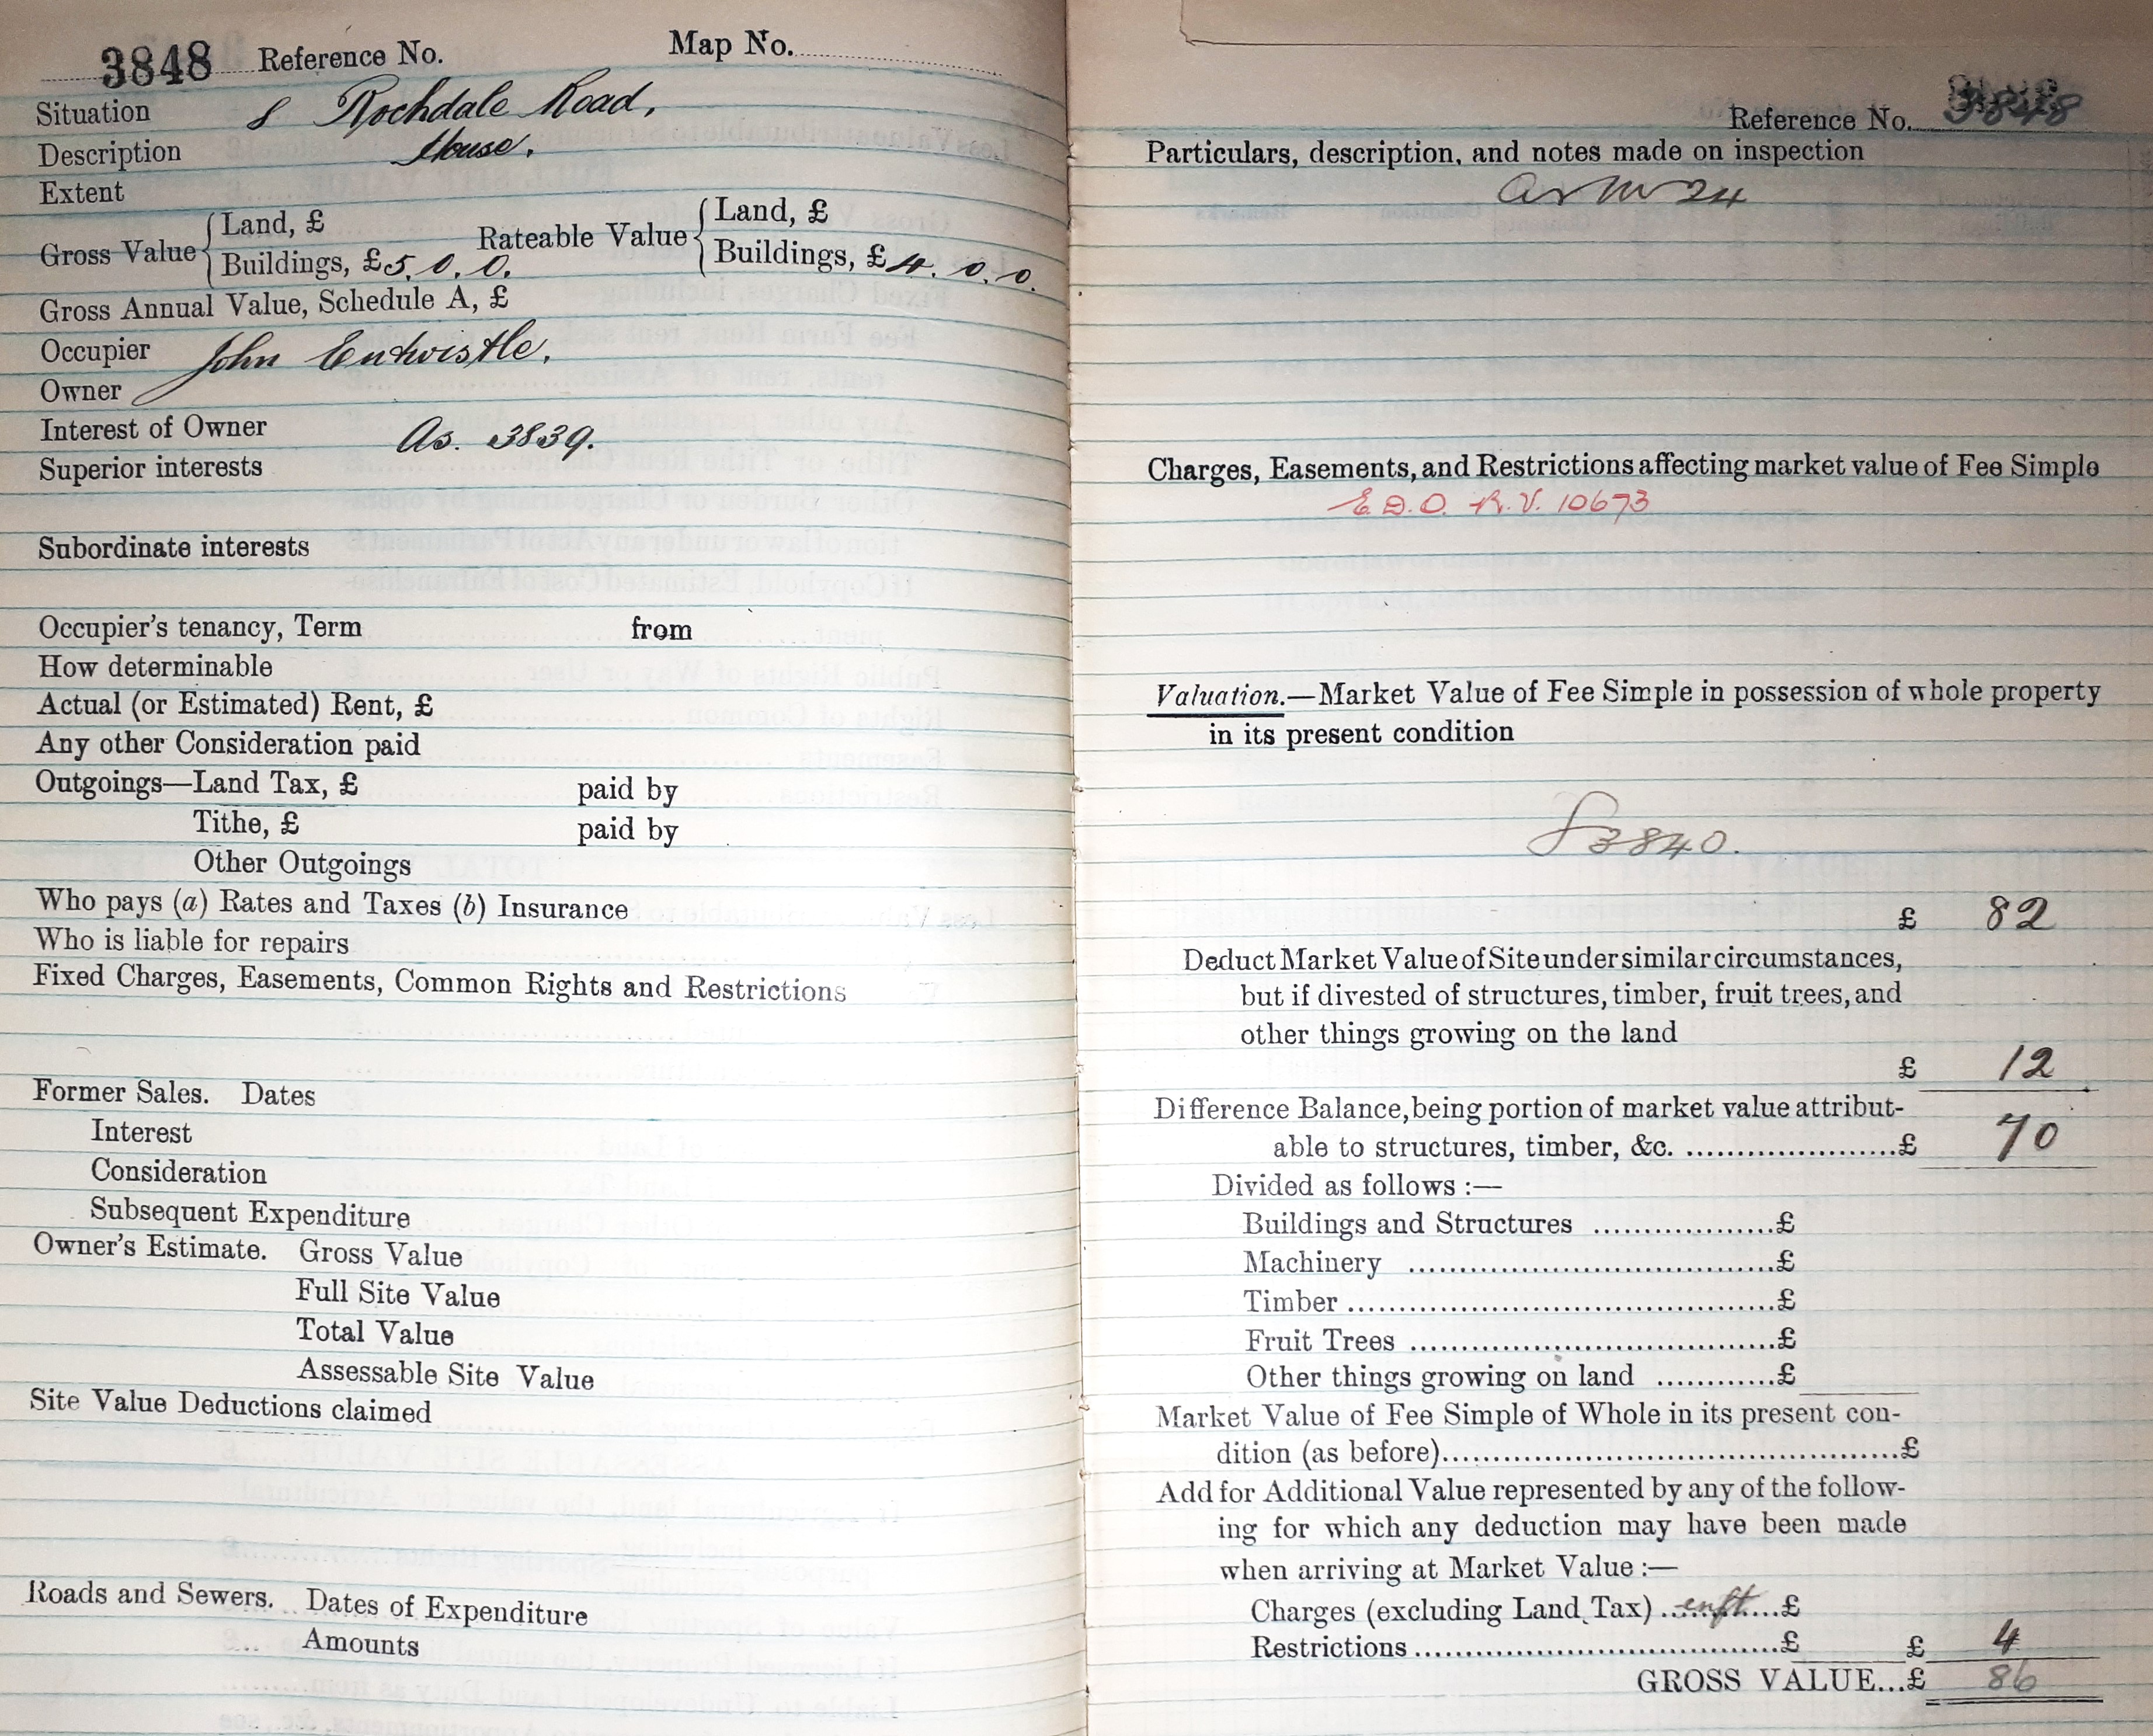 3848 Reference No. Map No.
Situation 8 Rochdale Road,
Description House.
Extent
Gross Value { Land, £ Rateable Value { Land, £
Buildings, £ 5. 0. 0. Buildings, £ 4. 0. 0.
Gross Annual Value, Schedule A, £
Occupier John Entwistle.
Owner
Interest of Owner As. 3839.
Superior interests
Subordinate interests
Occupier's tenancy, Term from
How determinable
Actual (or Estimated) Rent, £
Any other Consideration paid
Outgoings—Land Tax, £ paid by
Tithe, £ paid by
Other Outgoings
Who pays (a) Rates and Taxes (b) Insurance
Who is liable for repairs
Fixed Charges, Easements, Common Rights and Restrictions
Former Sales. Dates
Interest
Consideration
Subsequent Expenditure
Owner's Estimate. Gross Value
Full Site Value
Total Value
Assessable Site Value
Site Value Deductions claimed
Roads and Sewers. Dates of Expenditure
Amounts
Reference No. 3848
Particulars, description, and notes made on inspection
24
Charges, Easements, and Restrictions affecting market value of Fee Simple
E.D.O. R.V. 10673
Valuation.—Market Value of Fee Simple in possession of whole property
in its present condition
3840.
£ 82
Deduct Market Value of Site under similar circumstances,
but if divested of structures, timber, fruit trees, and
other things growing on the land
£ 12
Difference Balance, being portion of market value attribut-
able to structures, timber, &c. ......................£ 70
Divided as follows :—
Buildings and Structures ..................£
Machinery .....................................£
Timber ...........................................£
Fruit Trees .....................................£
Other things growing on land ............£
Market Value of Fee Simple of Whole in its present con-
dition (as before)..............................................£
Add for Additional Value represented by any of the follow-
ing for which any deduction may have been made
when arriving at Market Value :—
Charges (excluding Land Tax) ...enft...£
Restrictions .....................................£ £ 4
GROSS VALUE...£ 86